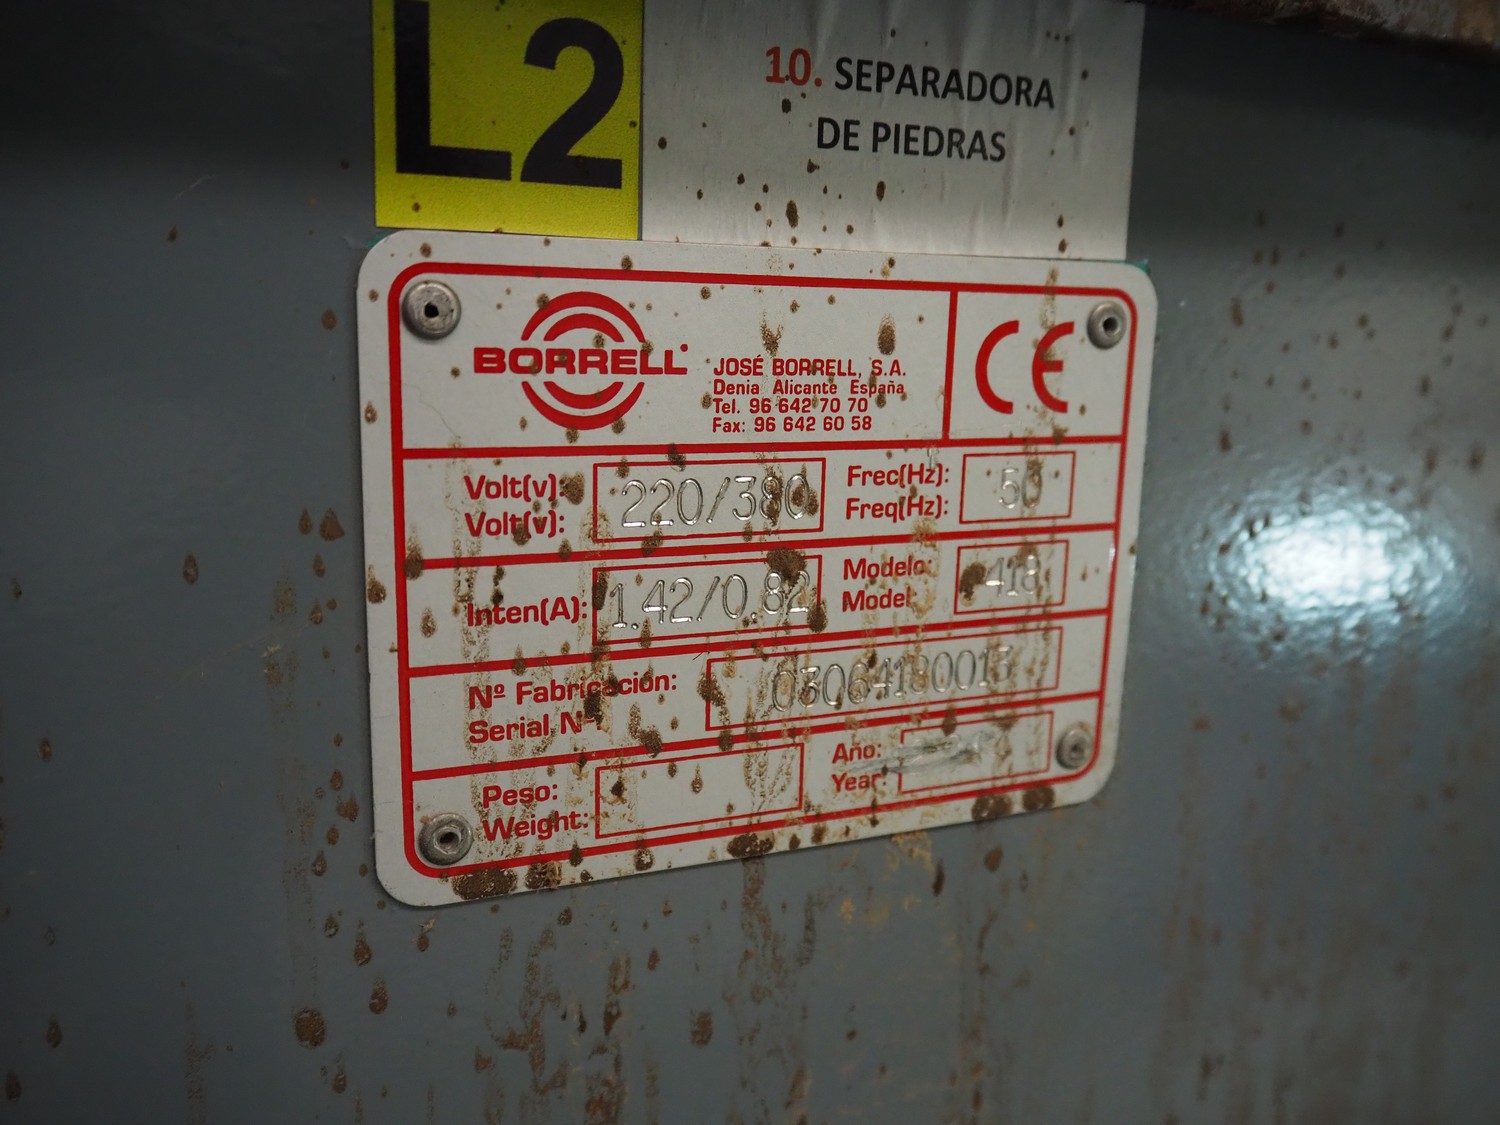 L2
10. SEPARADORA
DE PIEDRAS
BORRELL
JOSÉ BORRELL, S.A.
Denia Alicante España
Tel. 96 642 70 70
Fax: 96 642 60 58
CE
Volt(v): 220/380
Volt(v):
Frec(Hz): 50
Freq(Hz):
Inten(A): 1.42/0.82
Modelo: 418
Model:
Nº Fabricación: 03064180013
Serial Nº
Peso:
Weight:
Año:
Year: